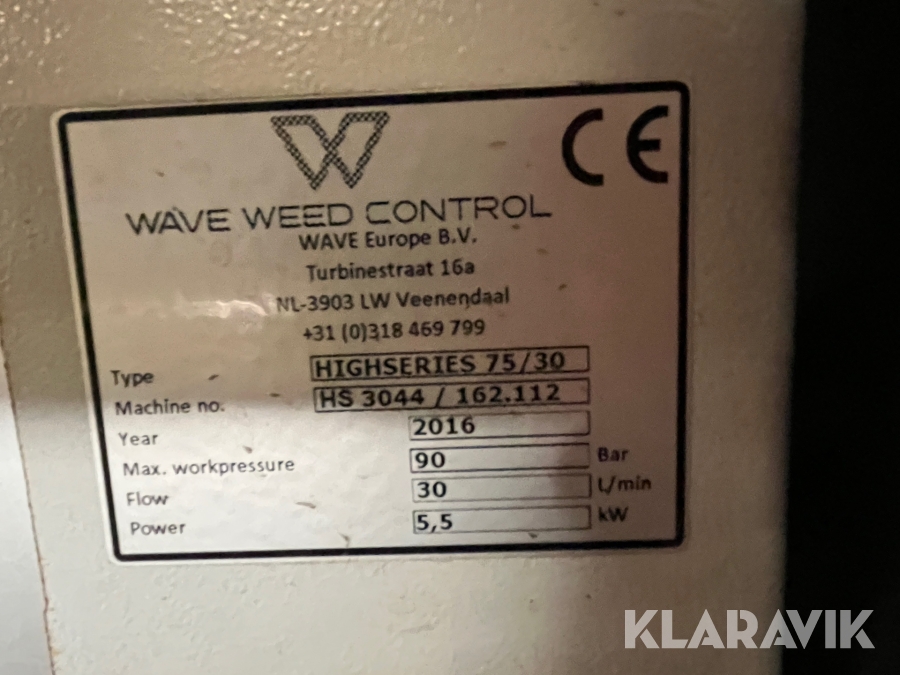 CE
WAVE WEED CONTROL
WAVE Europe B.V.
Turbinestraat 16a
NL-3903 LW Veenendaal
+31 (0)318 469 799
Type HIGHSERIES 75/30
Machine no. HS 3044 / 162.112
Year 2016
Max. workpressure 90 Bar
Flow 30 L/min
Power 5,5 kW
KLARAVIK